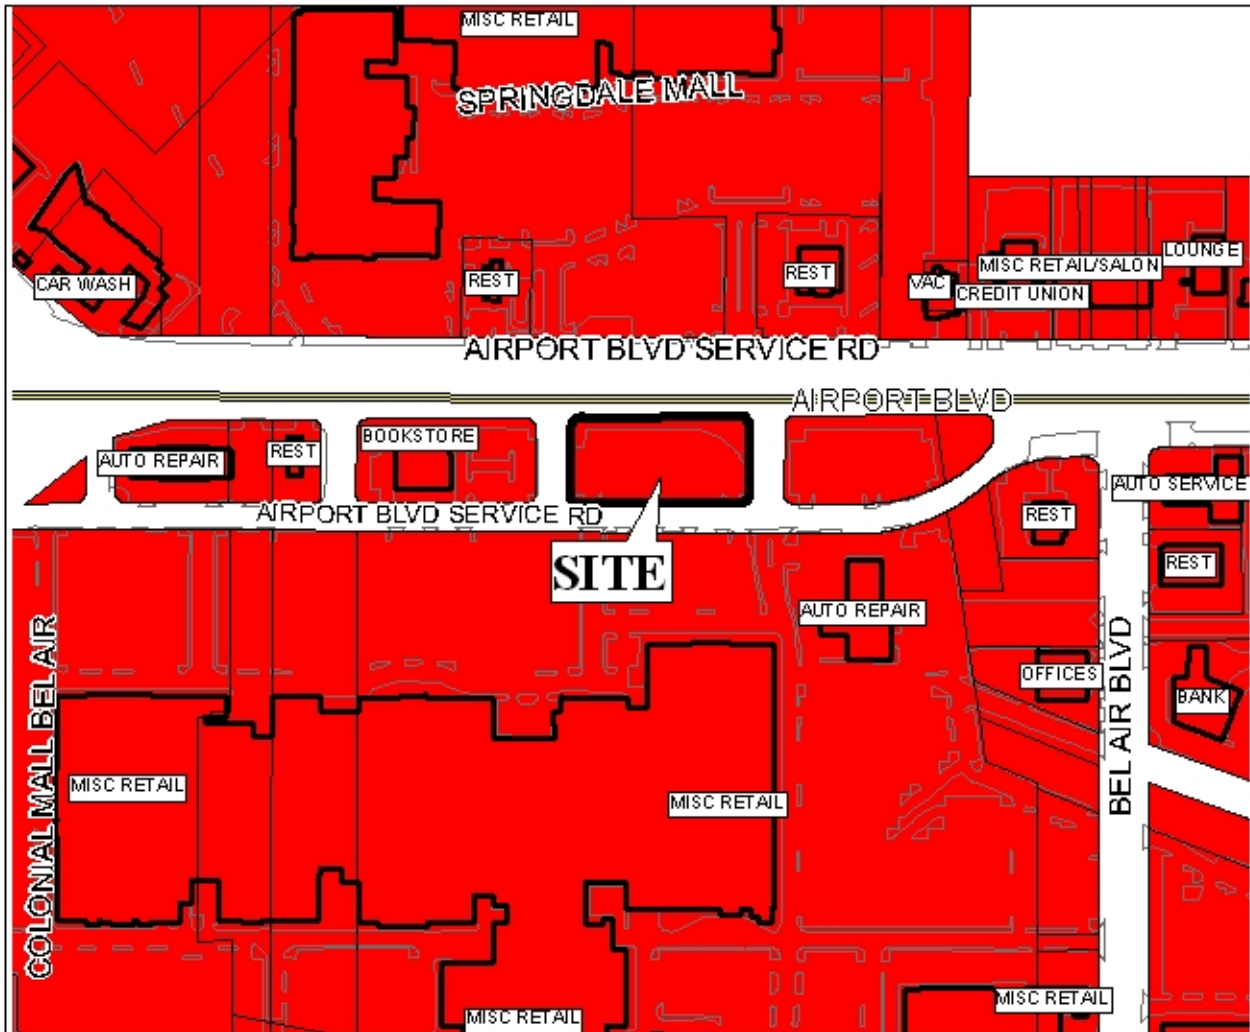 MISC RETAIL
SPRINGDALE MALL
LOUNGE
MISC RETAIL/SALON
REST
REST
CAR WASH
VAC
CREDIT UNION
AIRPORT BLVD SERVICE RD
AIRPORT BLVD
BOOKSTORE
REST
AUTO REPAIR
AUTO SERVICE
AIRPORT BLVD SERVICE RD
REST
SITE
REST
AUTO REPAIR
OFFICES
BANK
BEL AIR BLVD
COLONIAL MALL BEL AIR
MISC RETAIL
MISC RETAIL
MISC RETAIL
MISC RETAIL